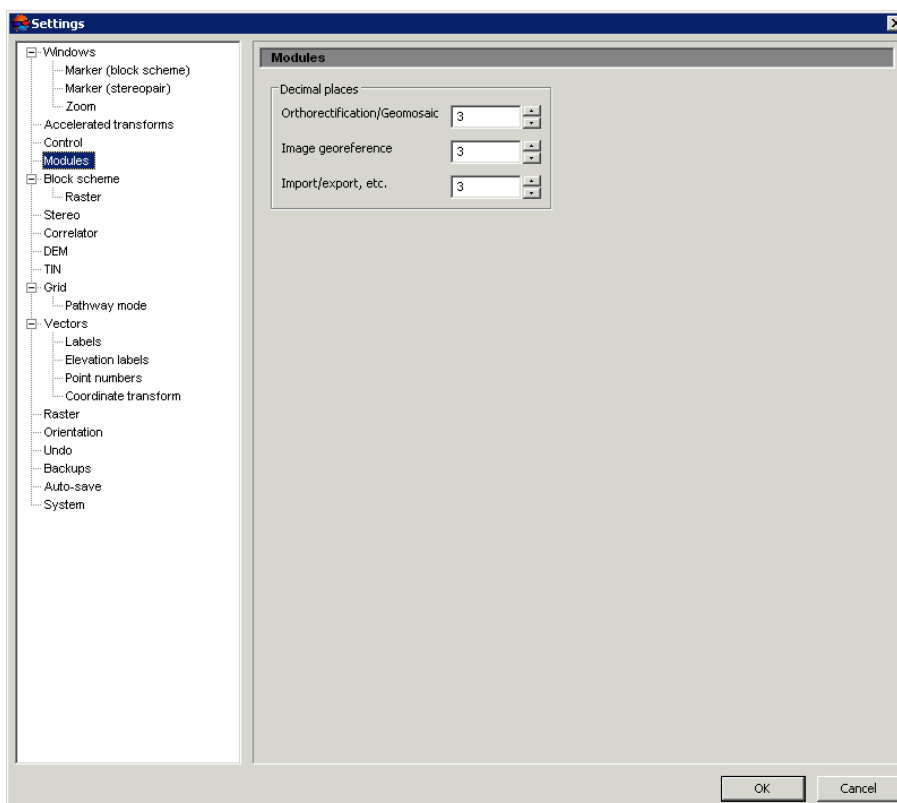 Settings
Windows
Marker (block scheme)
Marker (stereopair)
Zoom
Accelerated transforms
Control
Modules
Block scheme
Raster
Stereo
Correlator
DEM
TIN
Grid
Pathway mode
Vectors
Labels
Elevation labels
Point numbers
Coordinate transform
Raster
Orientation
Undo
Backups
Auto-save
System
Modules
Decimal places
Orthorectification/Geomosaic 3
Image georeference 3
Import/export, etc. 3
OK Cancel